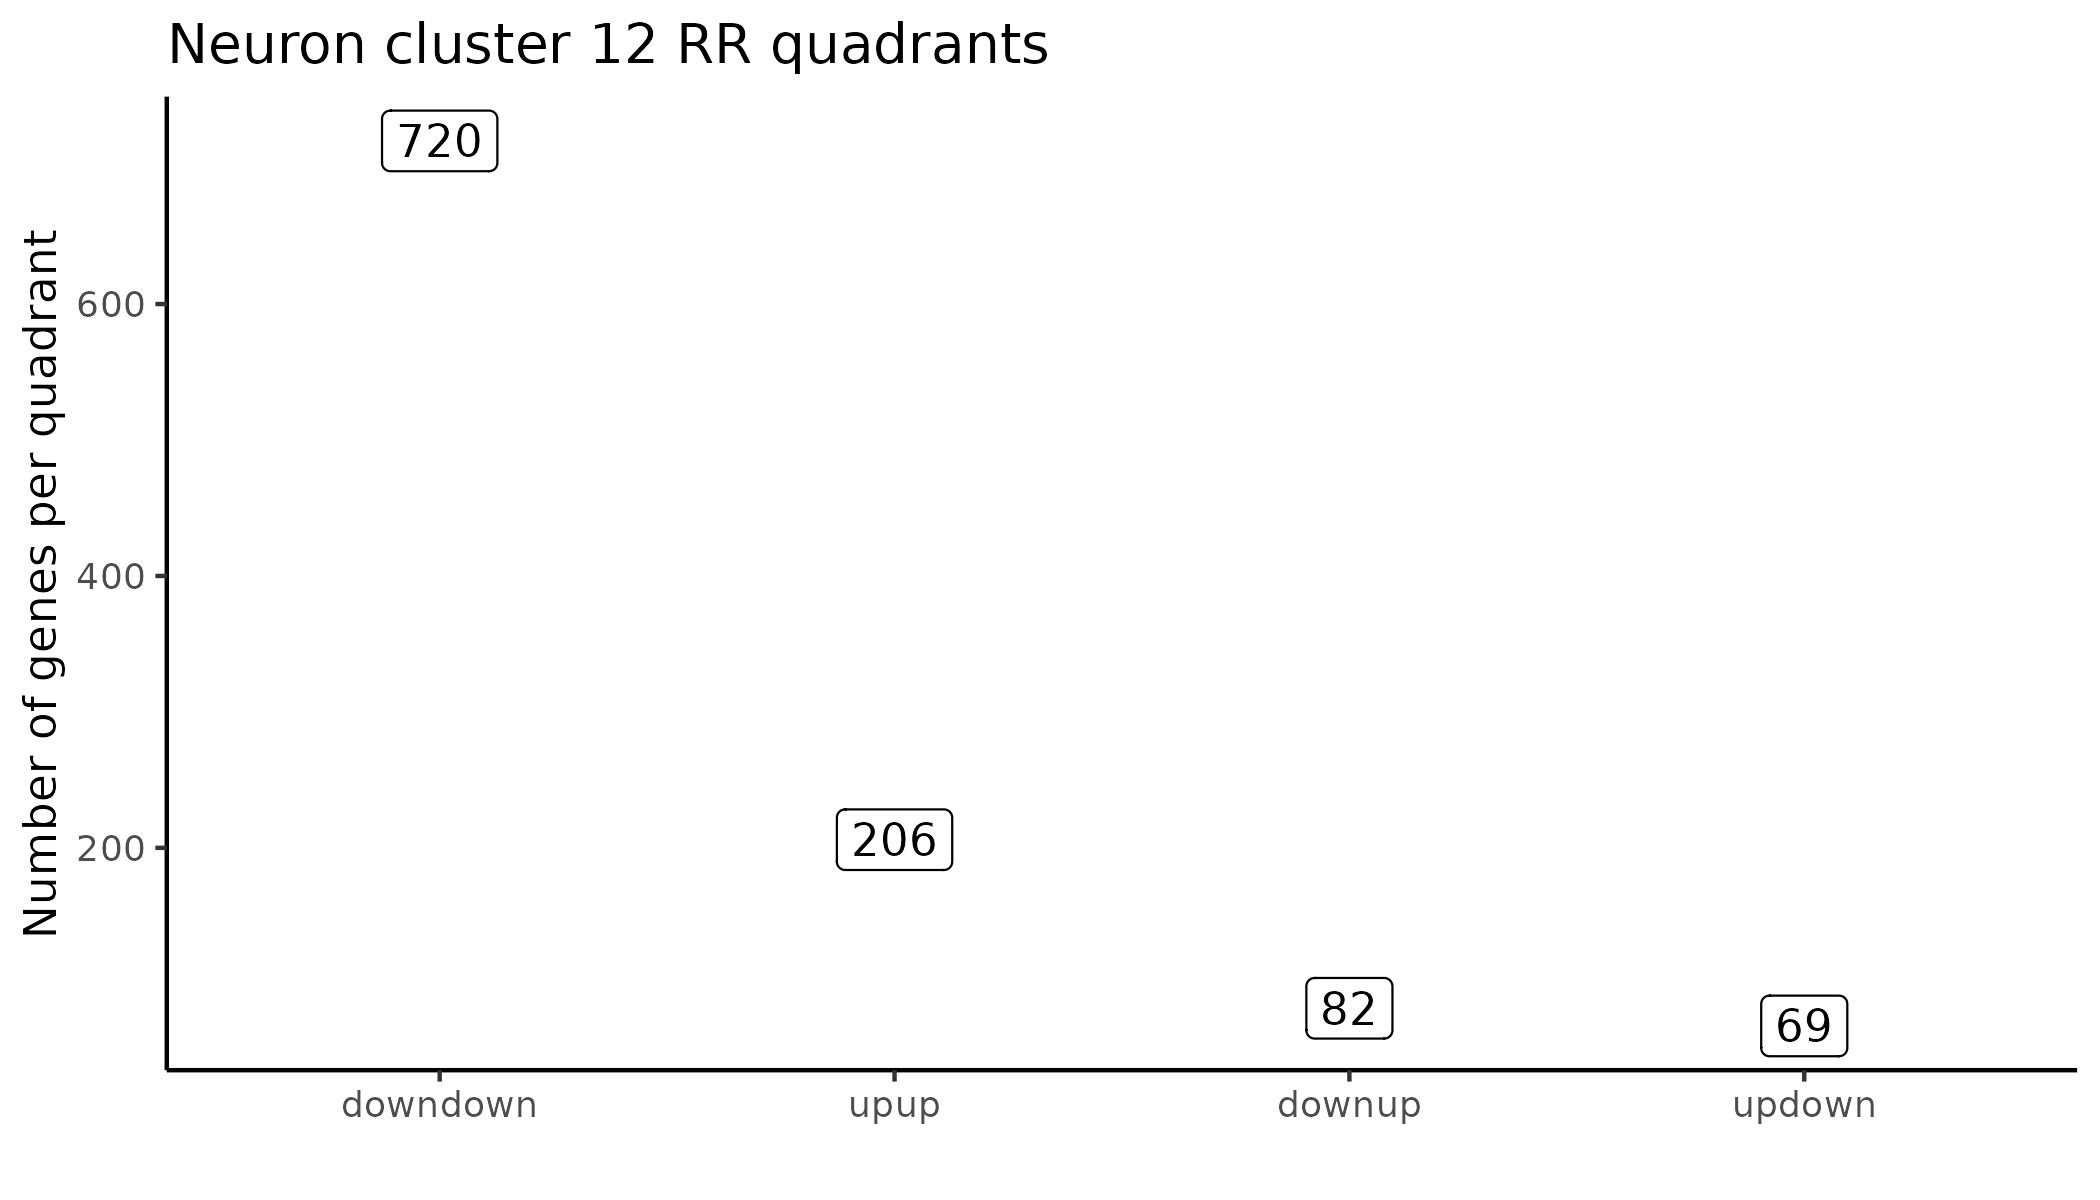 Neuron cluster 12 RR quadrants
Number of genes per quadrant
720
600
400
206
200
82
69
downdown
upup
downup
updown